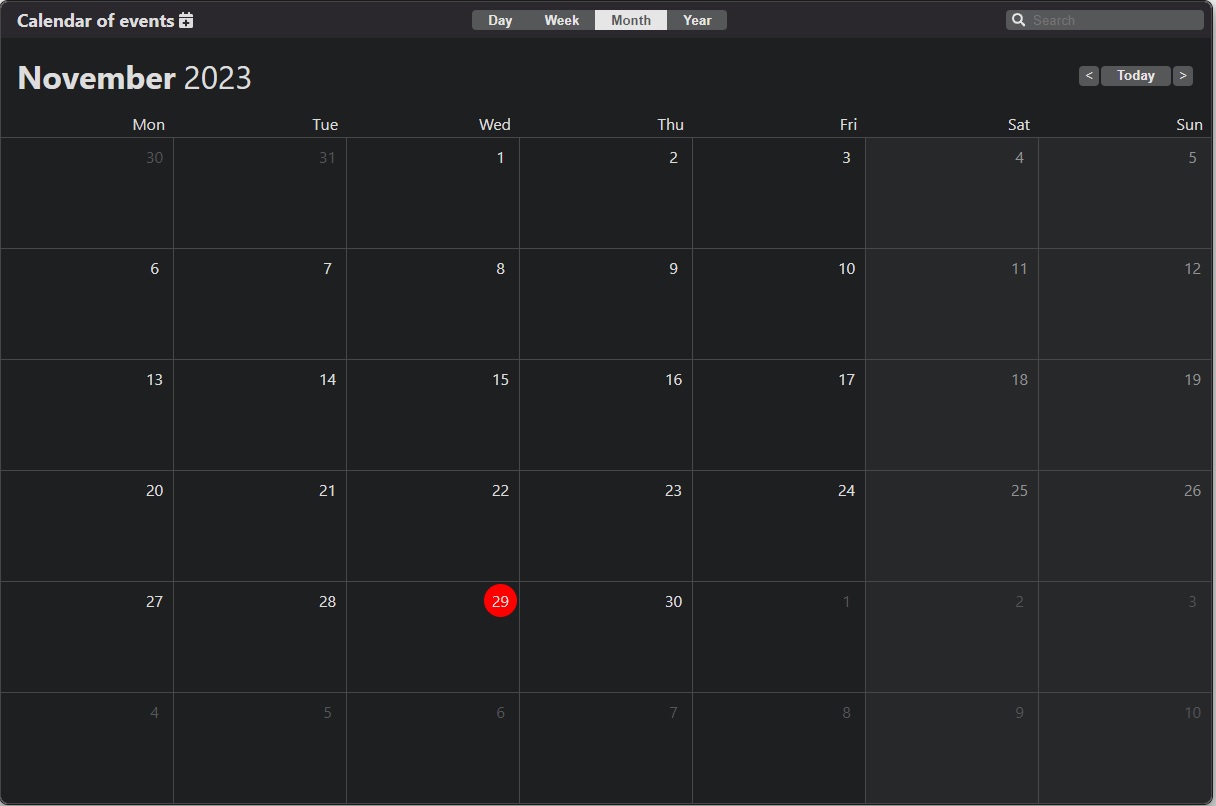 Calendar of events
Day Week Month Year
Search
November 2023
< Today >
Mon Tue Wed Thu Fri Sat Sun
30 31 1 2 3 4 5
6 7 8 9 10 11 12
13 14 15 16 17 18 19
20 21 22 23 24 25 26
27 28 29 30 1 2 3
4 5 6 7 8 9 10